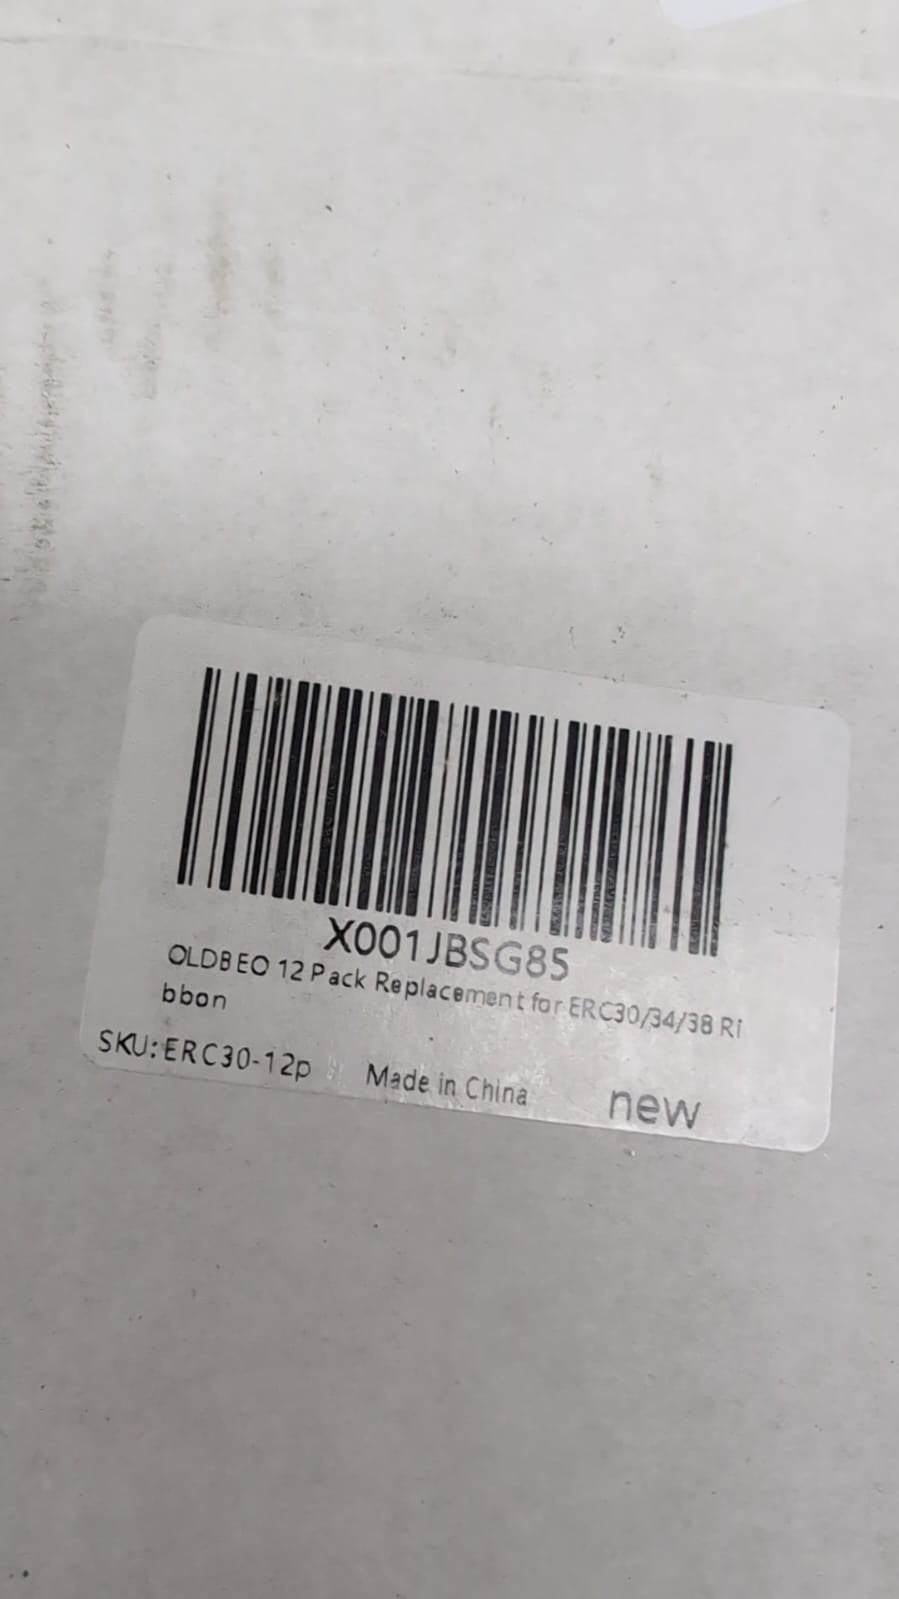 X001JBSG85
OLDBEO 12 Pack Replacement for ERC30/34/38 Ri
bbon
SKU:ERC30-12p
Made in China
new